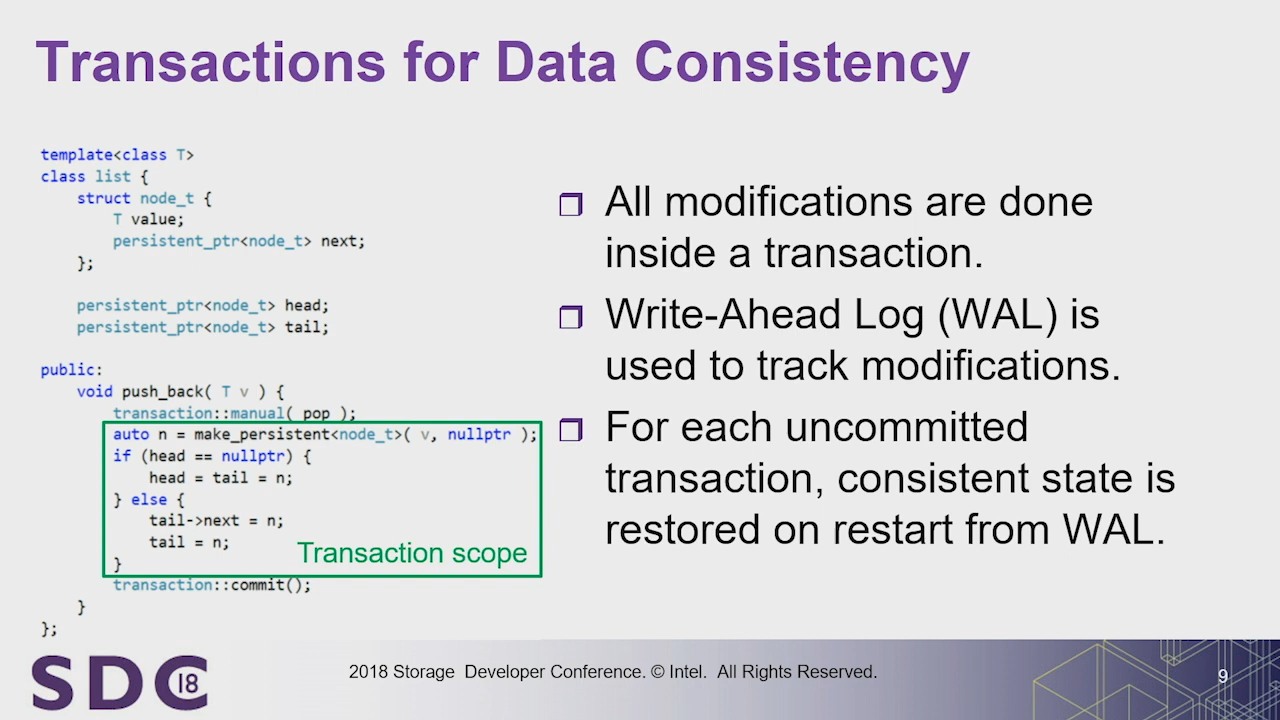 Transactions for Data Consistency
template<class T>
class list {
struct node_t {
T value;
persistent_ptr<node_t> next;
};
persistent_ptr<node_t> head;
persistent_ptr<node_t> tail;
public:
void push_back( T v ) {
transaction::manual( pop );
auto n = make_persistent<node_t>( v, nullptr );
if (head == nullptr) {
head = tail = n;
} else {
tail->next = n;
tail = n;
}
Transaction scope
transaction::commit();
}
};
All modifications are done
inside a transaction.
Write-Ahead Log (WAL) is
used to track modifications.
For each uncommitted
transaction, consistent state is
restored on restart from WAL.
SDC 18
2018 Storage Developer Conference. © Intel. All Rights Reserved.
9